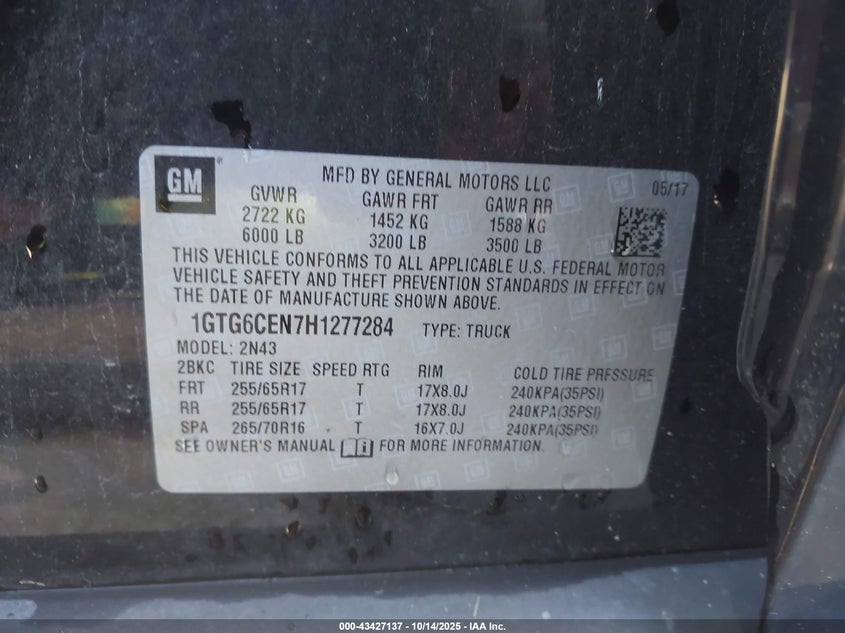 GM
MFD BY GENERAL MOTORS LLC 05/17
GVWR GAWR FRT GAWR RR
2722 KG 1452 KG 1588 KG
6000 LB 3200 LB 3500 LB
THIS VEHICLE CONFORMS TO ALL APPLICABLE U.S. FEDERAL MOTOR
VEHICLE SAFETY AND THEFT PREVENTION STANDARDS IN EFFECT ON
THE DATE OF MANUFACTURE SHOWN ABOVE.
1GTG6CEN7H1277284 TYPE: TRUCK
MODEL: 2N43
2BKC TIRE SIZE SPEED RTG RIM COLD TIRE PRESSURE
FRT 255/65R17 T 17X8.0J 240KPA(35PSI)
RR 255/65R17 T 17X8.0J 240KPA(35PSI)
SPA 265/70R16 T 16X7.0J 240KPA(35PSI)
SEE OWNER'S MANUAL FOR MORE INFORMATION.
000-43427137 - 10/14/2025 - IAA Inc.